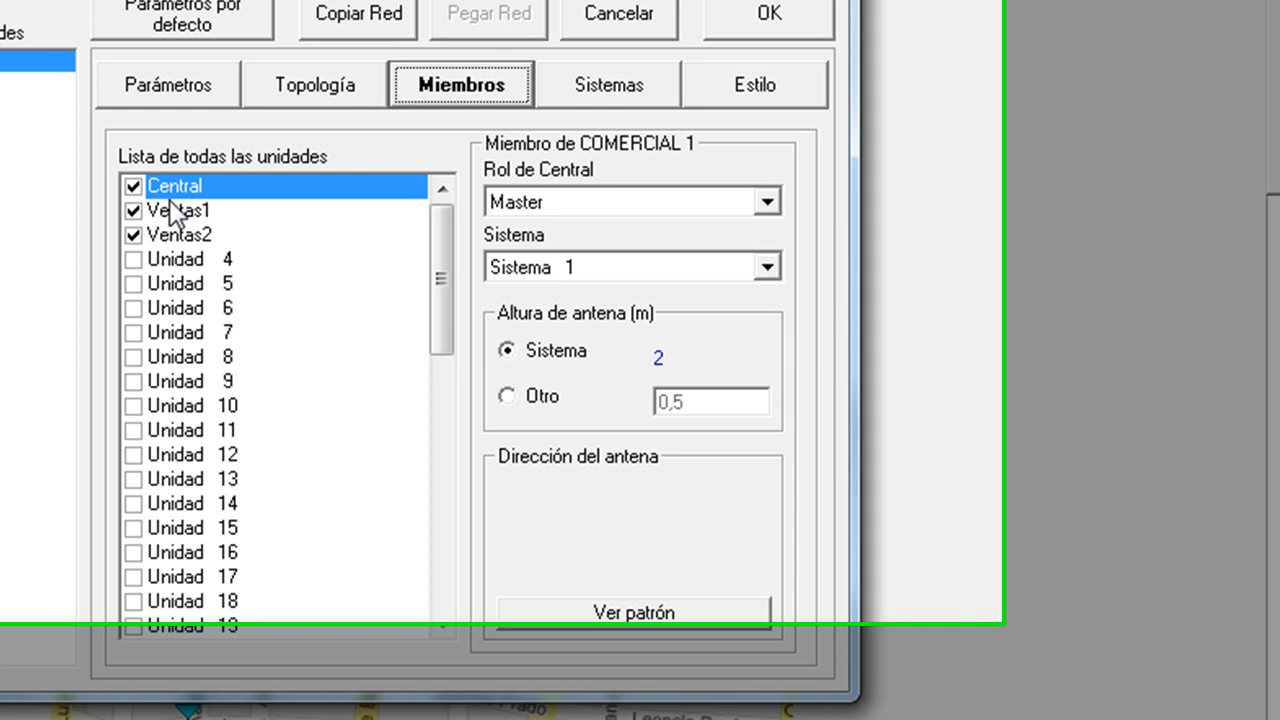 des
Parámetros por
defecto
Copiar Red
Pegar Red
Cancelar
OK
Parámetros
Topología
Miembros
Sistemas
Estilo
Lista de todas las unidades
Central
Ventas1
Ventas2
Unidad 4
Unidad 5
Unidad 6
Unidad 7
Unidad 8
Unidad 9
Unidad 10
Unidad 11
Unidad 12
Unidad 13
Unidad 14
Unidad 15
Unidad 16
Unidad 17
Unidad 18
Unidad 19
Miembro de COMERCIAL 1
Rol de Central
Master
Sistema
Sistema 1
Altura de antena (m)
Sistema 2
Otro 0,5
Dirección del antena
Ver patrón